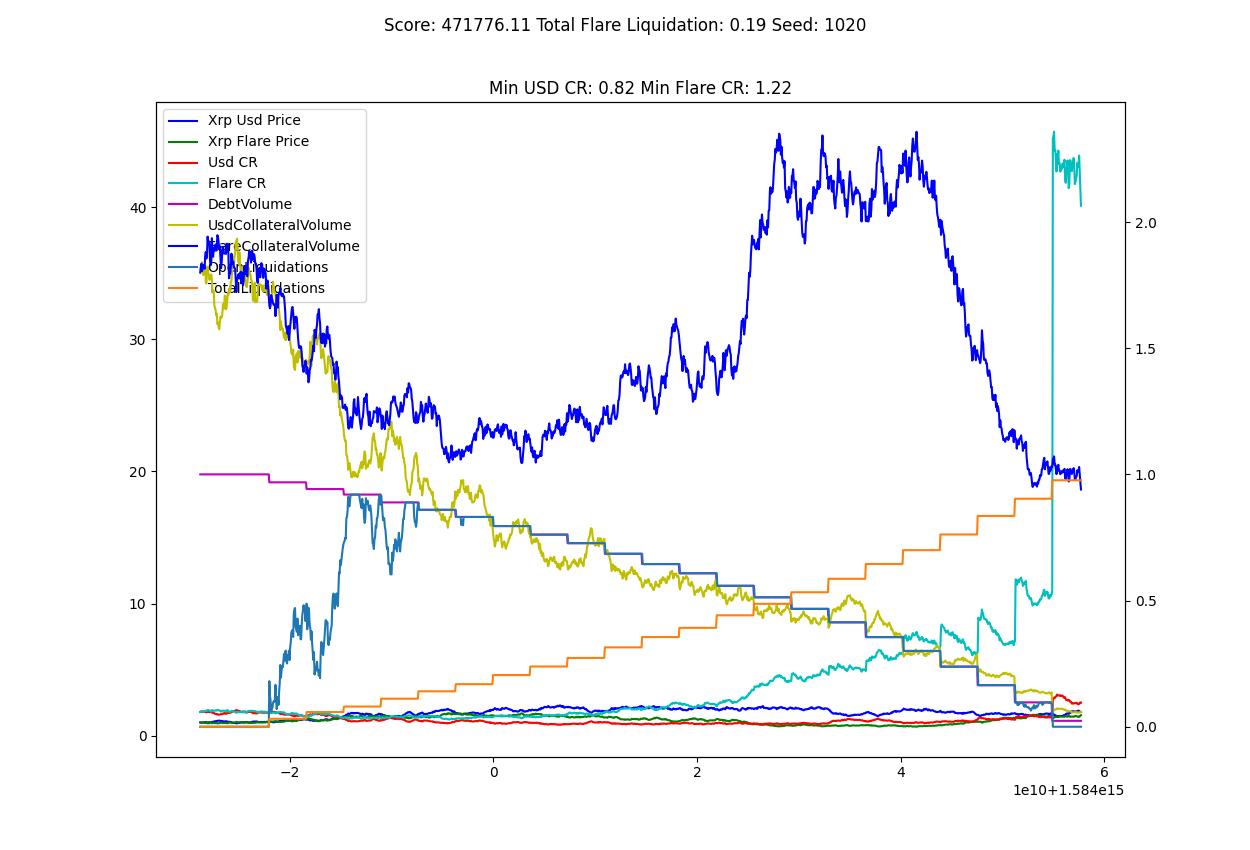 Score: 471776.11 Total Flare Liquidation: 0.19 Seed: 1020
Min USD CR: 0.82 Min Flare CR: 1.22
Xrp Usd Price
Xrp Flare Price
Usd CR
Flare CR
DebtVolume
UsdCollateralVolume
FlareCollateralVolume
OpenLiquidations
TotalLiquidations
40
30
20
10
0
2.0
1.5
1.0
0.5
0.0
−2
0
2
4
6
1e10+1.584e15